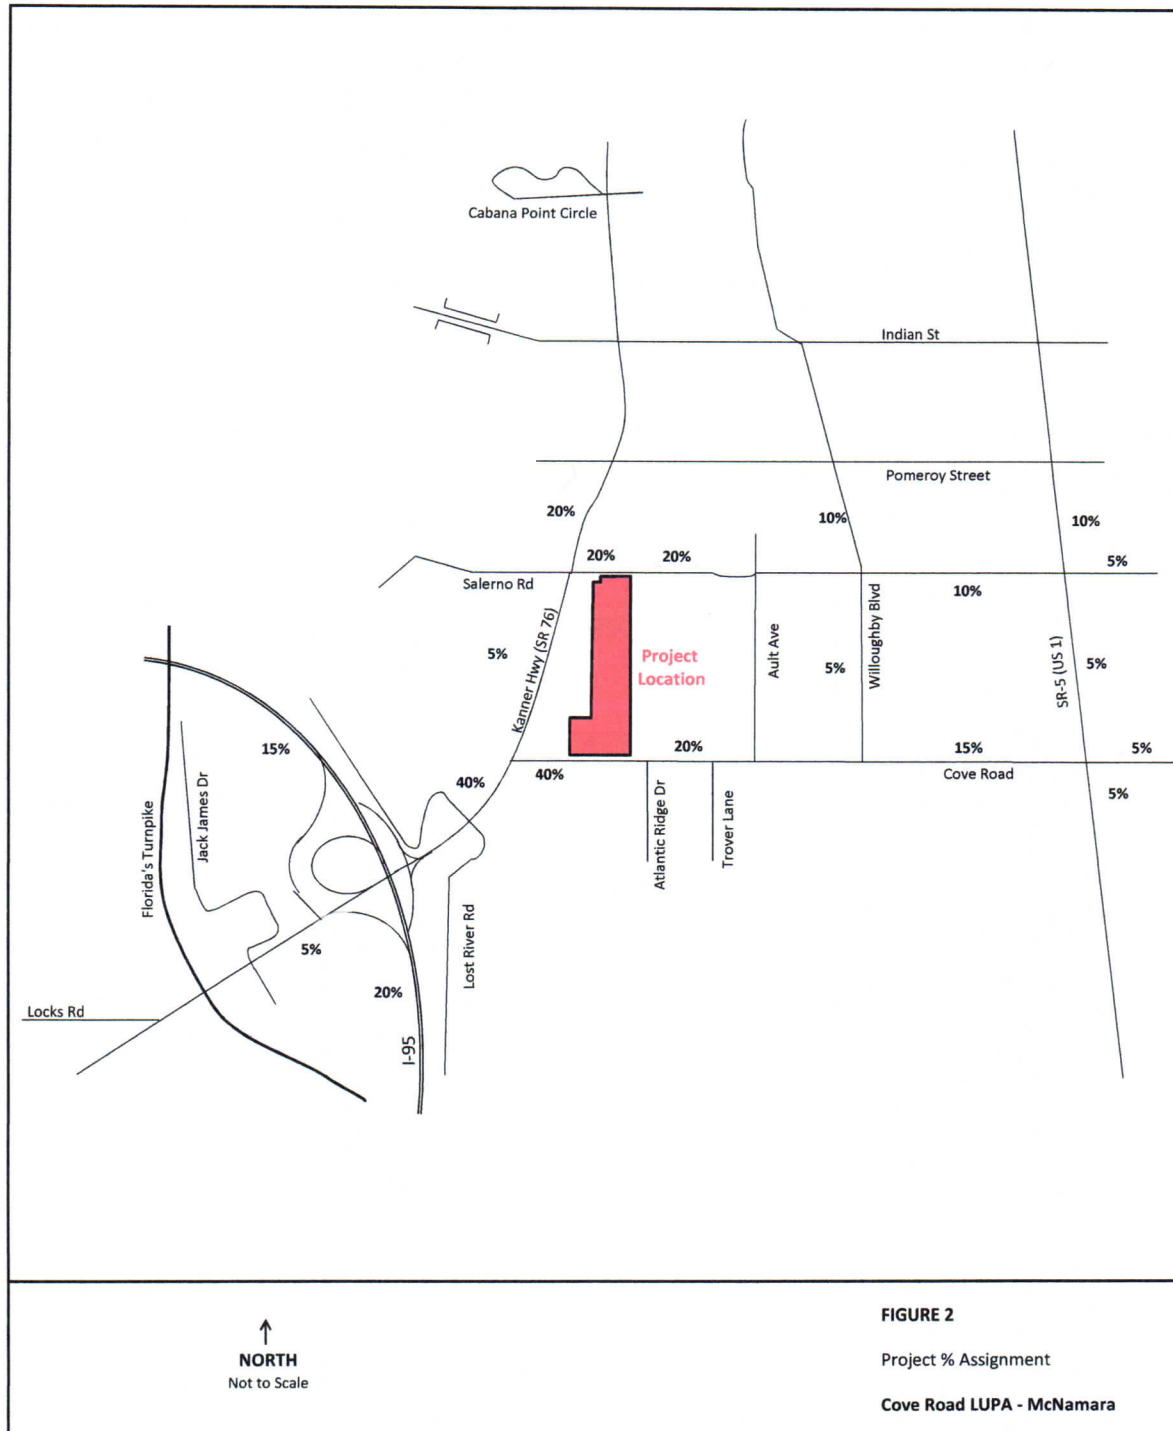 Cabana Point Circle
Indian St
Pomeroy Street
20%
10%
10%
20%
20%
5%
Salerno Rd
10%
Kanner Hwy (SR 76)
5%
Project
Location
Ault Ave
5%
Willoughby Blvd
SR-5 (US 1)
5%
15%
20%
15%
5%
40%
40%
Cove Road
5%
Florida's Turnpike
Jack James Dr
Atlantic Ridge Dr
Trover Lane
5%
Lost River Rd
20%
Locks Rd
I-95
NORTH
Not to Scale
FIGURE 2
Project % Assignment
Cove Road LUPA - McNamara